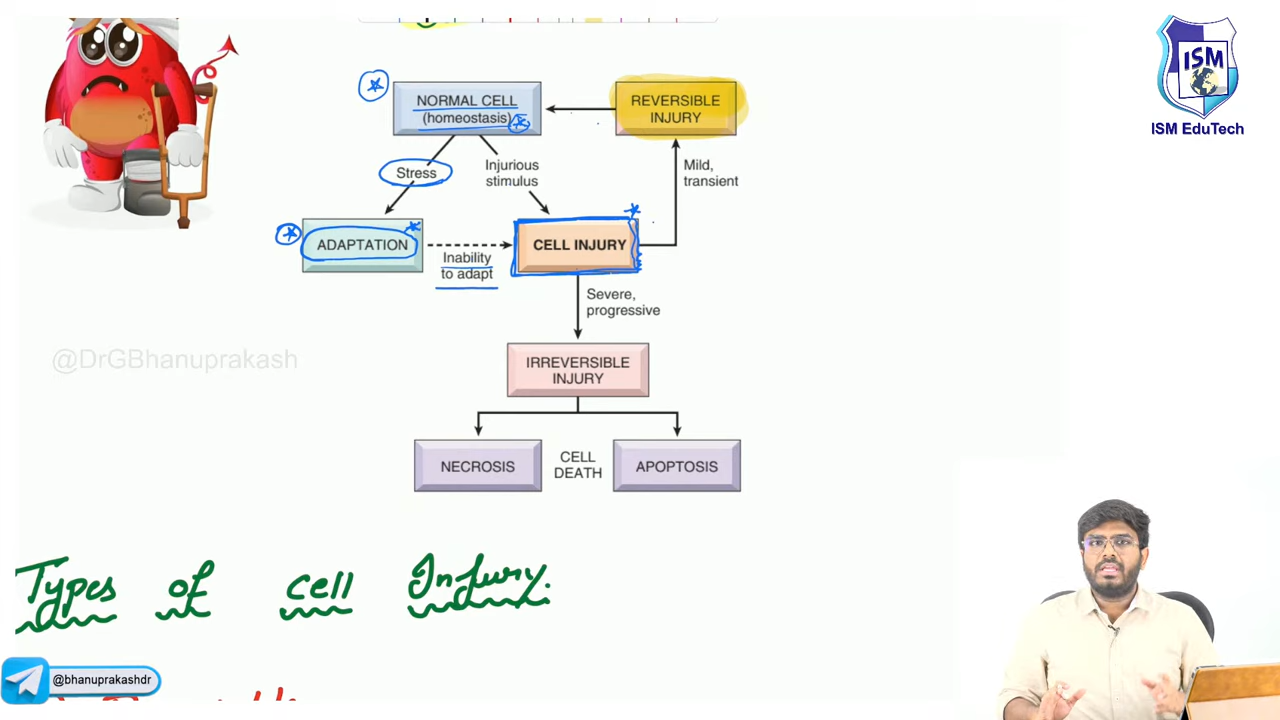 ISM
ISM EduTech
NORMAL CELL
(homeostasis)
REVERSIBLE
INJURY
Stress
Injurious
stimulus
Mild,
transient
ADAPTATION
Inability
to adapt
CELL INJURY
Severe,
progressive
@DrGBhanuprakash
IRREVERSIBLE
INJURY
NECROSIS
CELL
DEATH
APOPTOSIS
Types of cell Injury.
@bhanuprakashdr